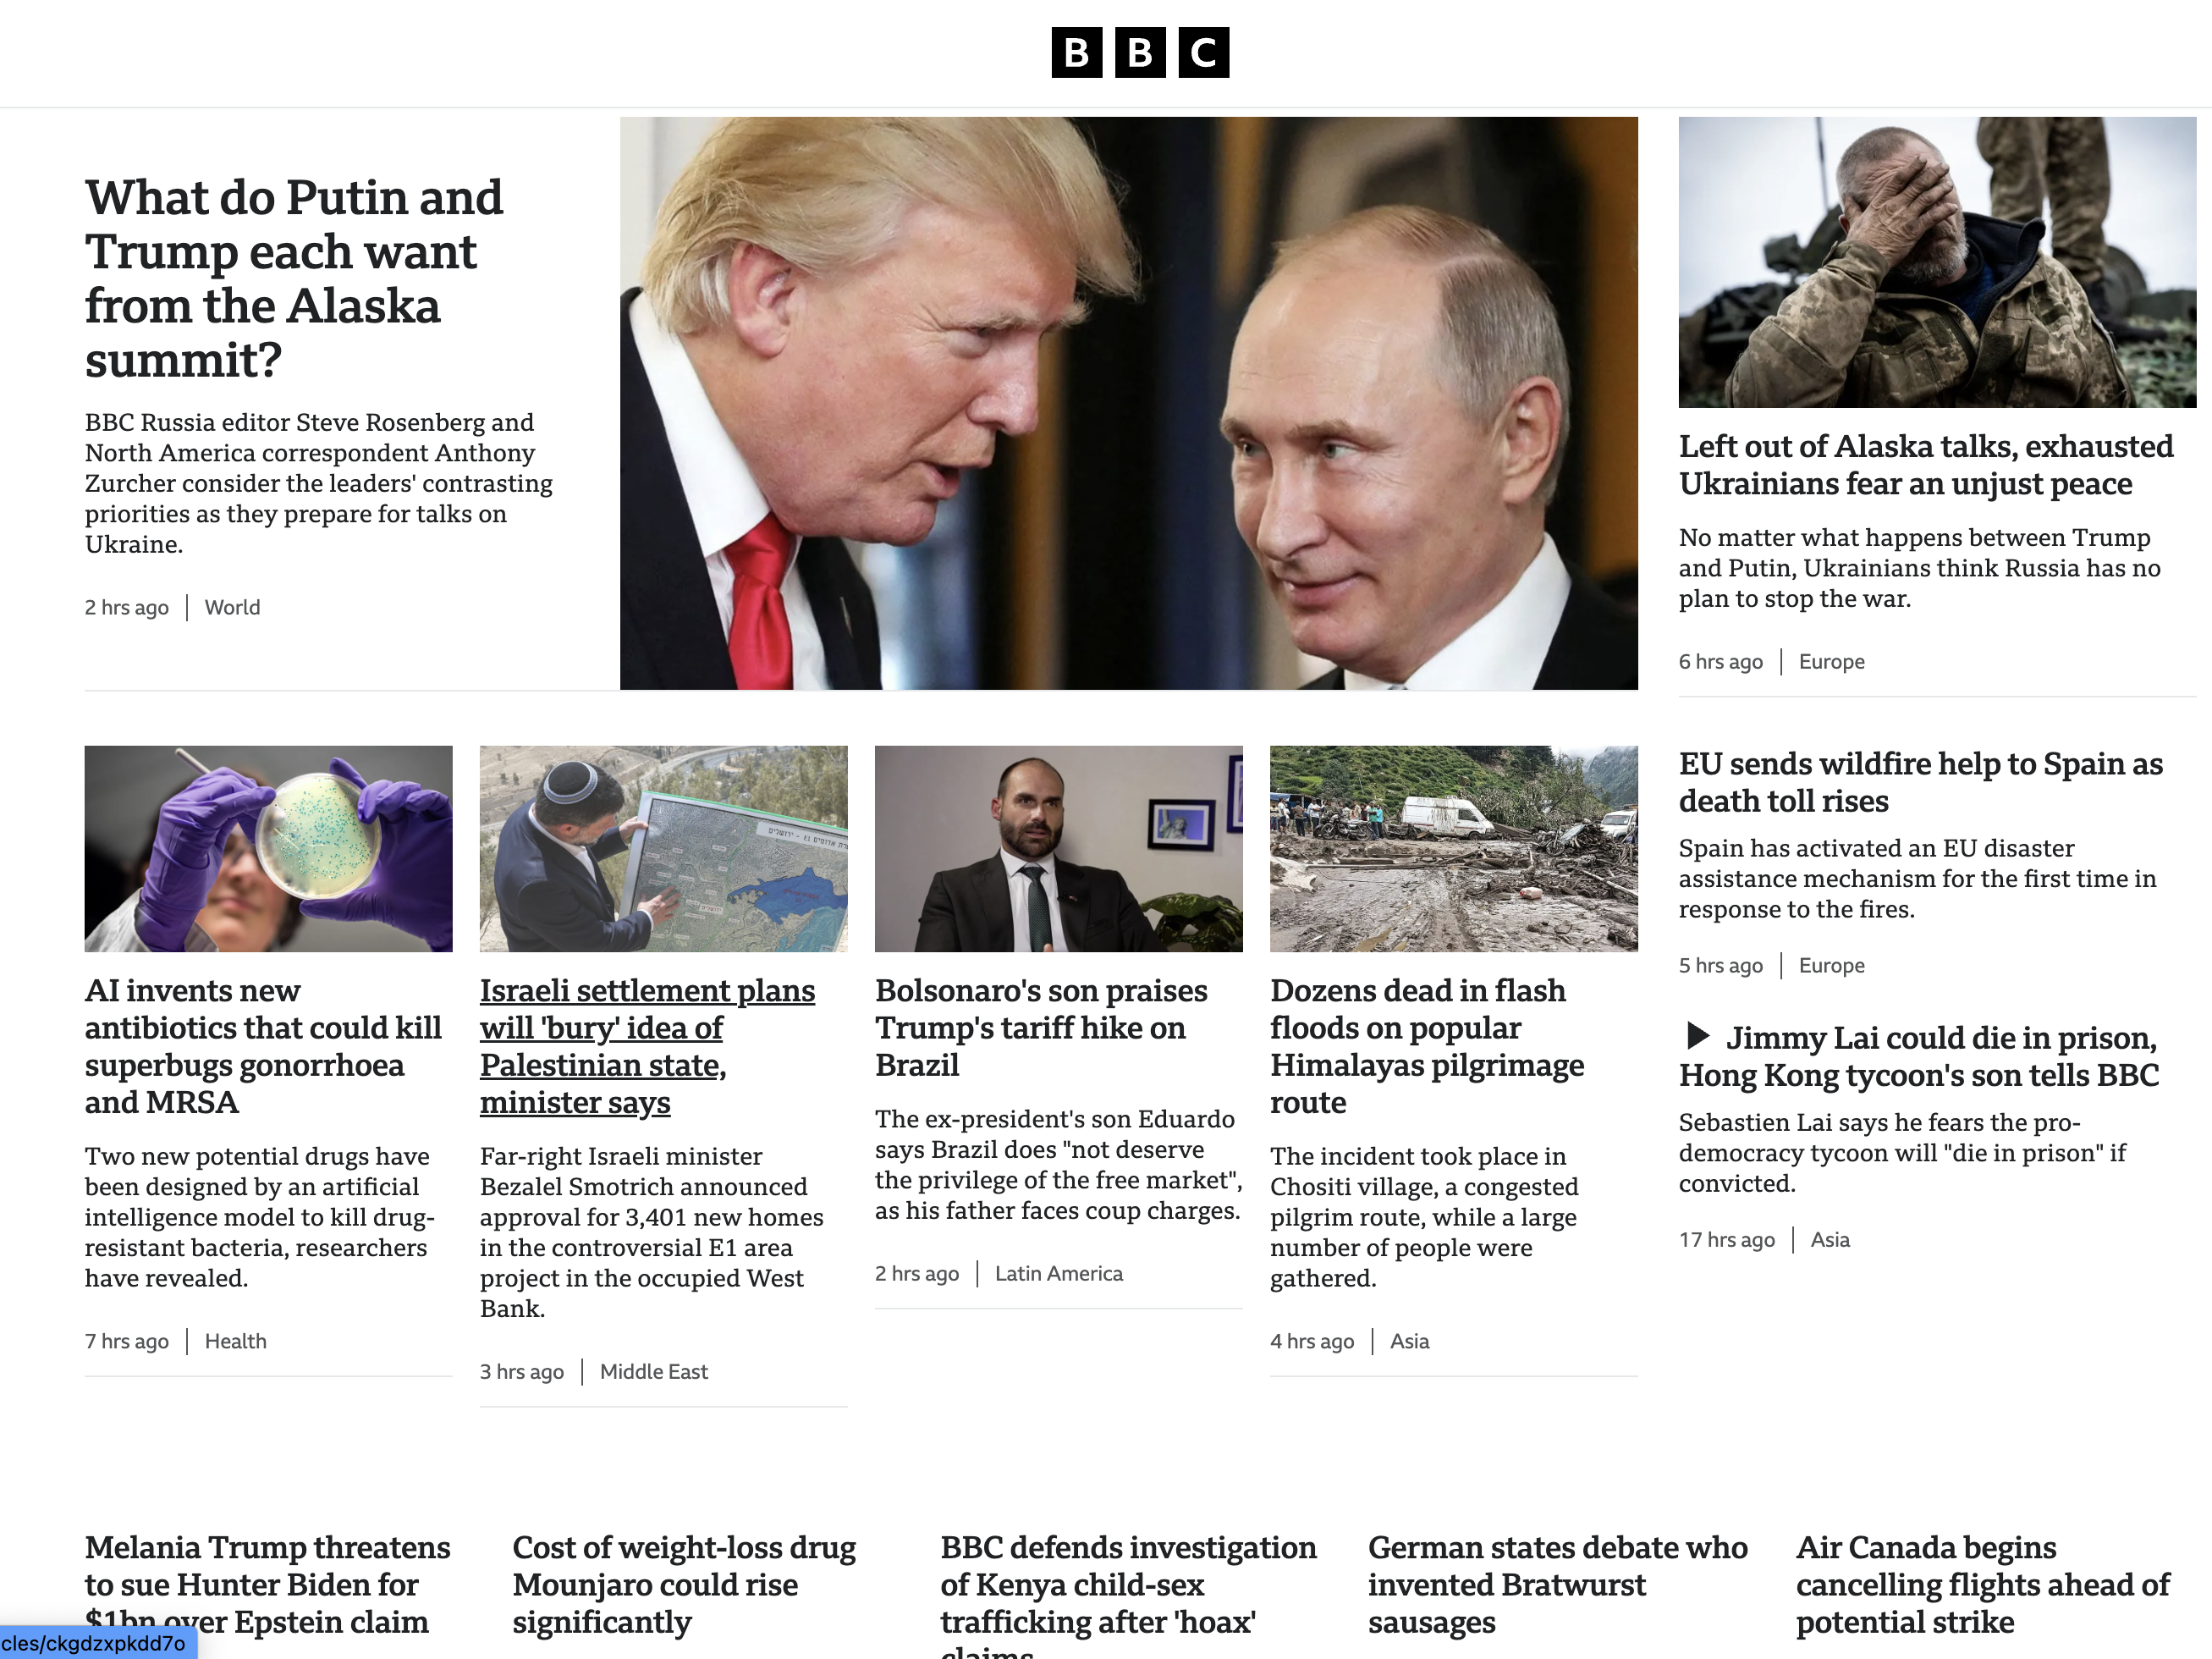 BBC
What do Putin and
Trump each want
from the Alaska
summit?
BBC Russia editor Steve Rosenberg and
North America correspondent Anthony
Zurcher consider the leaders' contrasting
priorities as they prepare for talks on
Ukraine.
2 hrs ago | World
Left out of Alaska talks, exhausted
Ukrainians fear an unjust peace
No matter what happens between Trump
and Putin, Ukrainians think Russia has no
plan to stop the war.
6 hrs ago | Europe
AI invents new
antibiotics that could kill
superbugs gonorrhoea
and MRSA
Two new potential drugs have
been designed by an artificial
intelligence model to kill drug-
resistant bacteria, researchers
have revealed.
7 hrs ago | Health
Israeli settlement plans
will 'bury' idea of
Palestinian state,
minister says
Far-right Israeli minister
Bezalel Smotrich announced
approval for 3,401 new homes
in the controversial E1 area
project in the occupied West
Bank.
3 hrs ago | Middle East
Bolsonaro's son praises
Trump's tariff hike on
Brazil
The ex-president's son Eduardo
says Brazil does "not deserve
the privilege of the free market",
as his father faces coup charges.
2 hrs ago | Latin America
Dozens dead in flash
floods on popular
Himalayas pilgrimage
route
The incident took place in
Chositi village, a congested
pilgrim route, while a large
number of people were
gathered.
4 hrs ago | Asia
EU sends wildfire help to Spain as
death toll rises
Spain has activated an EU disaster
assistance mechanism for the first time in
response to the fires.
5 hrs ago | Europe
Jimmy Lai could die in prison,
Hong Kong tycoon's son tells BBC
Sebastien Lai says he fears the pro-
democracy tycoon will "die in prison" if
convicted.
17 hrs ago | Asia
Melania Trump threatens
to sue Hunter Biden for
$1bn over Epstein claim
Cost of weight-loss drug
Mounjaro could rise
significantly
BBC defends investigation
of Kenya child-sex
trafficking after 'hoax'
claims
German states debate who
invented Bratwurst
sausages
Air Canada begins
cancelling flights ahead of
potential strike
cles/ckgdzxpkdd7o